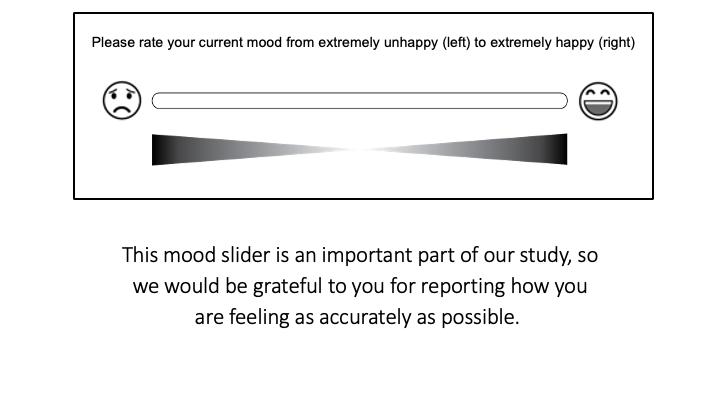 Please rate your current mood from extremely unhappy (left) to extremely happy (right)
This mood slider is an important part of our study, so
we would be grateful to you for reporting how you
are feeling as accurately as possible.